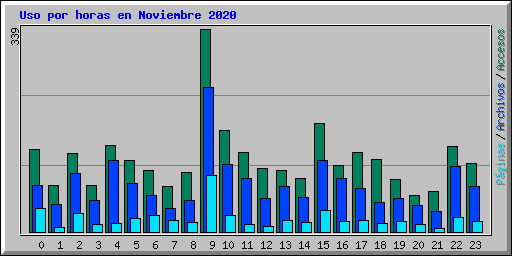 Uso por horas en Noviembre 2020
339
Páginas / Archivos / Accesos
0 1 2 3 4 5 6 7 8 9 10 11 12 13 14 15 16 17 18 19 20 21 22 23